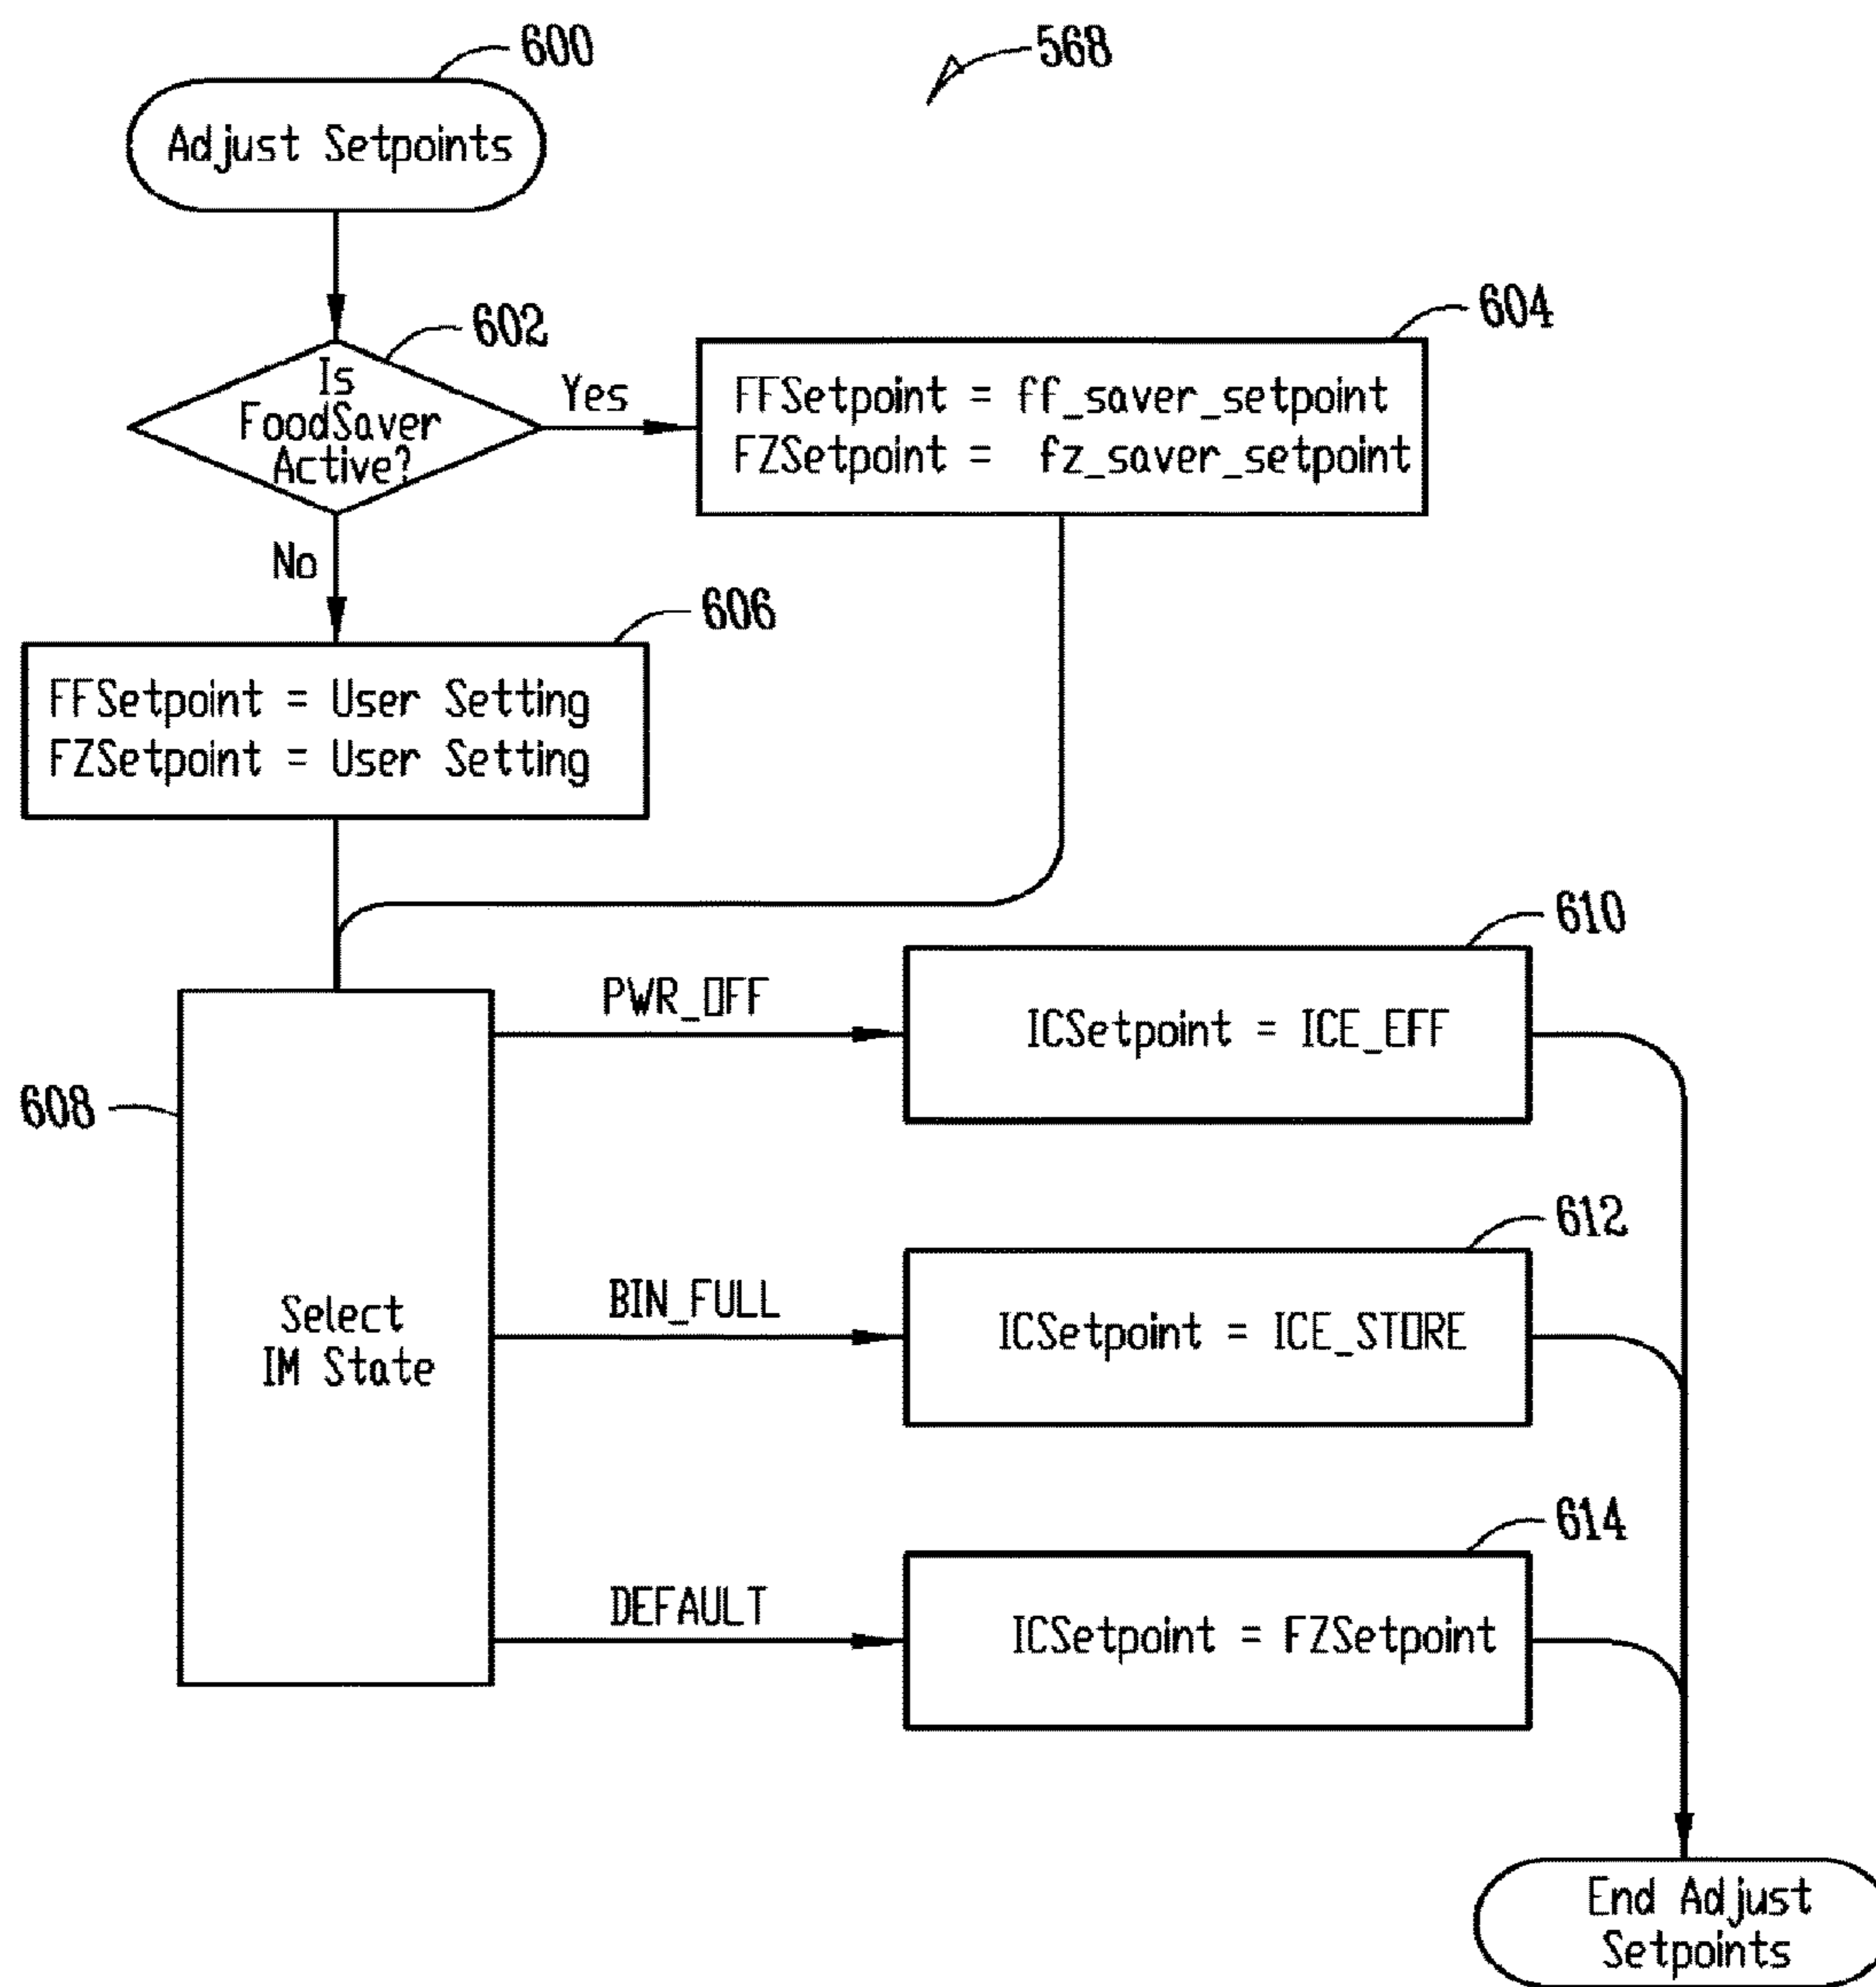 600
568
Adjust Setpoints
602
604
Is
FoodSaver
Active?
Yes
FFSetpoint = ff_saver_setpoint
FZSetpoint = fz_saver_setpoint
No
606
FFSetpoint = User Setting
FZSetpoint = User Setting
608
Select
IM State
PWR_OFF
610
ICSetpoint = ICE_EFF
BIN_FULL
612
ICSetpoint = ICE_STORE
DEFAULT
614
ICSetpoint = FZSetpoint
End Adjust
Setpoints